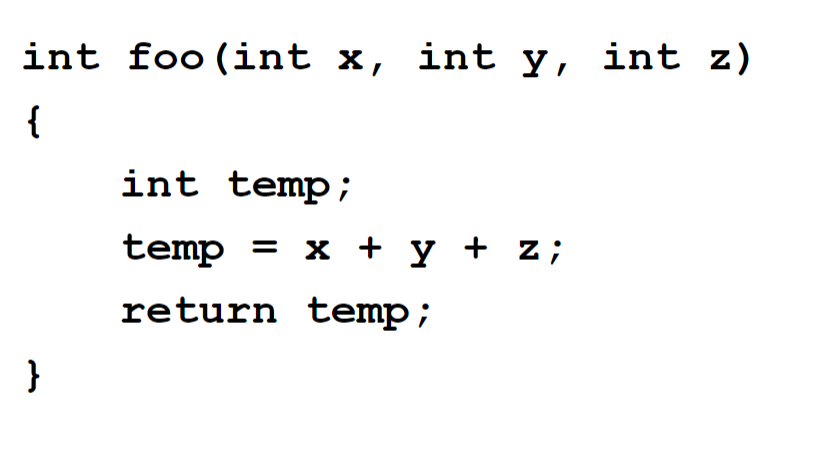 int foo(int x, int y, int z)
{
    int temp;
    temp = x + y + z;
    return temp;
}